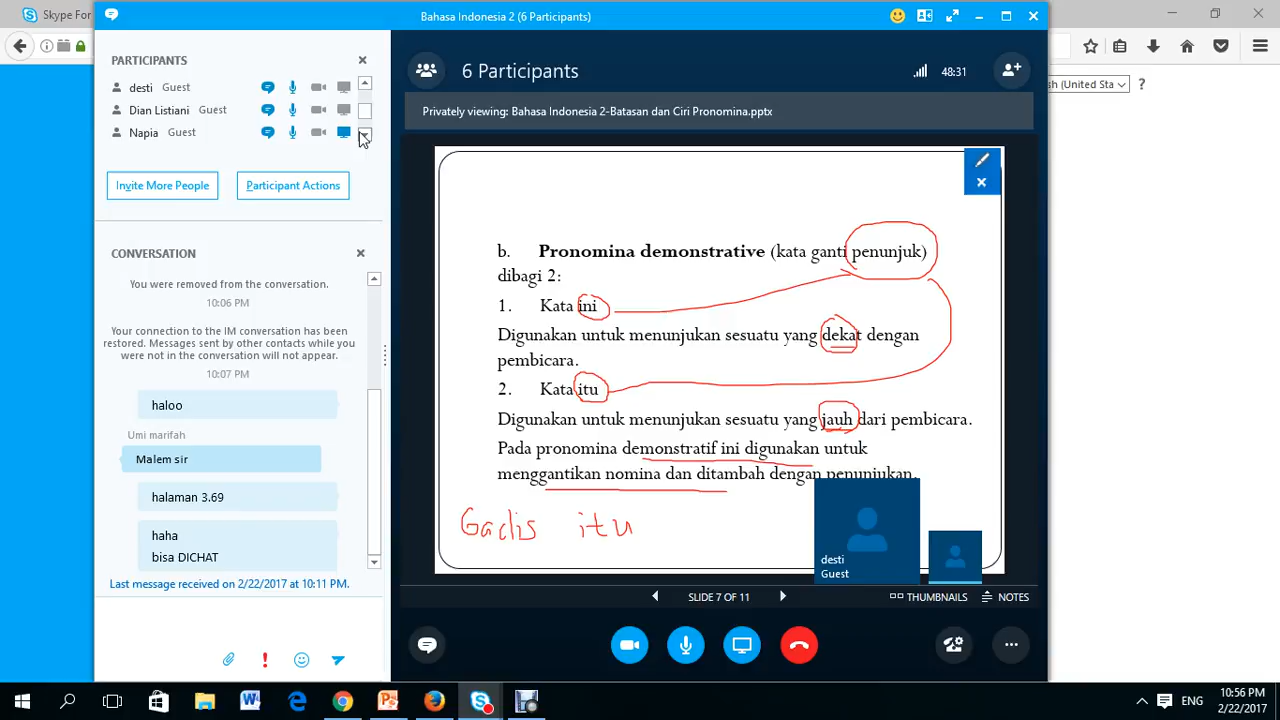 Skype For
Bahasa Indonesia 2 (6 Participants)
PARTICIPANTS
desti Guest
Dian Listiani Guest
Napia Guest
Invite More People
Participant Actions
CONVERSATION
You were removed from the conversation.
10:06 PM
Your connection to the IM conversation has been
restored. Messages sent by other contacts while you
were not in the conversation will not appear.
10:07 PM
haloo
Umi marifah
Malem sir
halaman 3.69
haha
bisa DICHAT
Last message received on 2/22/2017 at 10:11 PM.
6 Participants
48:31
Privately viewing: Bahasa Indonesia 2-Batasan dan Ciri Pronomina.pptx
b. Pronomina demonstrative (kata ganti penunjuk)
dibagi 2:
1. Kata ini
Digunakan untuk menunjukan sesuatu yang dekat dengan
pembicara.
2. Kata itu
Digunakan untuk menunjukan sesuatu yang jauh dari pembicara.
Pada pronomina demonstratif ini digunakan untuk
menggantikan nomina dan ditambah dengan penunjukan.
Gadis itu
desti
Guest
SLIDE 7 OF 11
THUMBNAILS
NOTES
h (United Sta
?
ENG
10:56 PM
2/22/2017